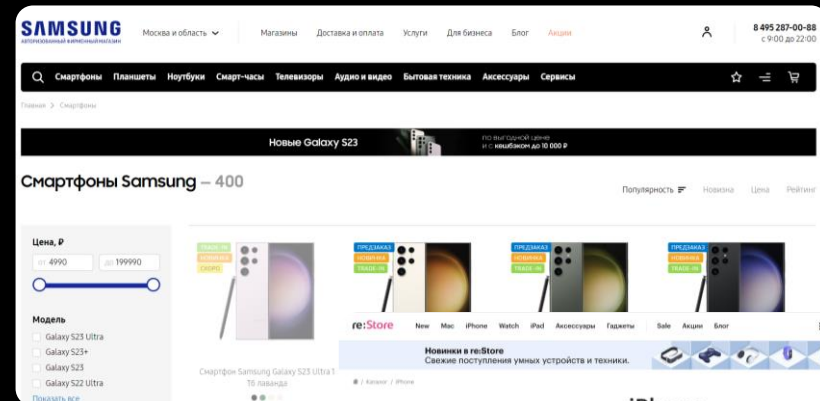 SAMSUNG
АВТОРИЗОВАННЫЙ ФИРМЕННЫЙ МАГАЗИН
Москва и область
Магазины Доставка и оплата Услуги Для бизнеса Блог Акции
8 495 287-00-88
с 9:00 до 22:00
Смартфоны Планшеты Ноутбуки Смарт-часы Телевизоры Аудио и видео Бытовая техника Аксессуары Сервисы
Главная > Смартфоны
Новые Galaxy S23
по выгодной цене
и с кешбэком до 10 000 ₽
Смартфоны Samsung – 400
Популярность Новизна Цена Рейтинг
Цена, ₽
от 4990 до 199990
Модель
Galaxy S23 Ultra
Galaxy S23+
Galaxy S23
Galaxy S22 Ultra
Показать все
TRADE-IN
НОВИНКА
СКОРО
ПРЕДЗАКАЗ
НОВИНКА
TRADE-IN
ПРЕДЗАКАЗ
НОВИНКА
TRADE-IN
ПРЕДЗАКАЗ
НОВИНКА
TRADE-IN
Смартфон Samsung Galaxy S23 Ultra 1
Тб лаванда
re:Store New Mac iPhone Watch iPad Аксессуары Гаджеты Sale Акции Блог
Новинки в re:Store
Свежие поступления умных устройств и техники.
/ Каталог / iPhone